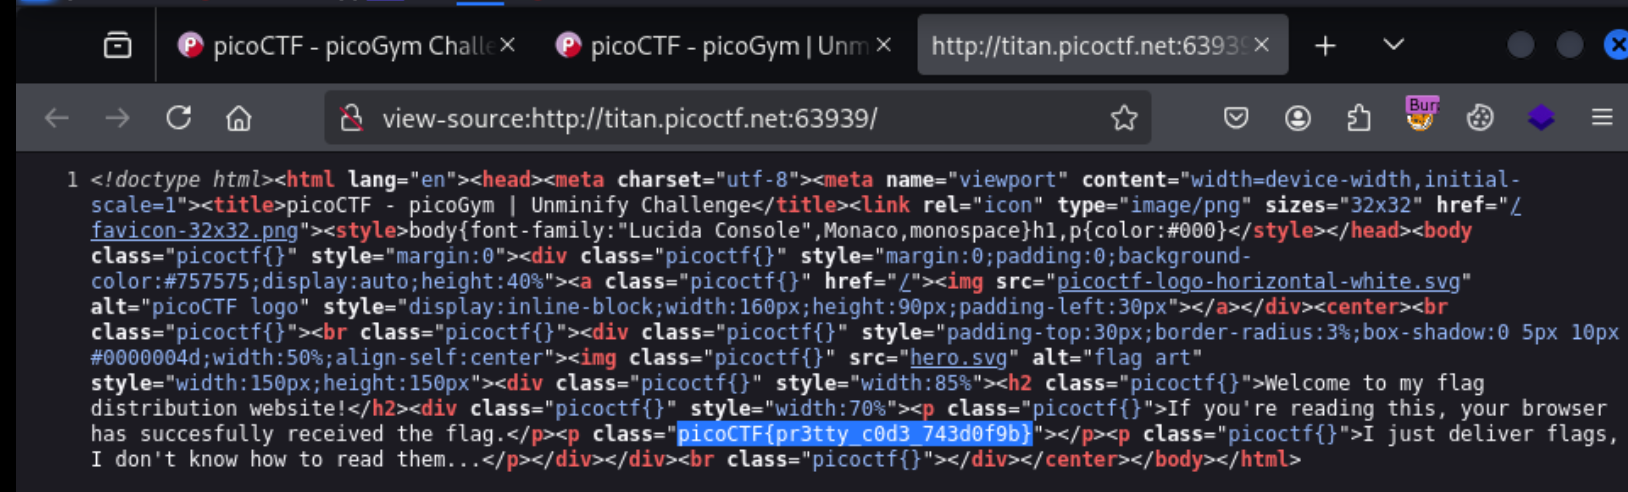 picoCTF - picoGym Challe
picoCTF - picoGym | Unm
http://titan.picoctf.net:63939
view-source:http://titan.picoctf.net:63939/
Bur
1 <!doctype html><html lang="en"><head><meta charset="utf-8"><meta name="viewport" content="width=device-width,initial-
scale=1"><title>picoCTF - picoGym | Unminify Challenge</title><link rel="icon" type="image/png" sizes="32x32" href="/
favicon-32x32.png"><style>body{font-family:"Lucida Console",Monaco,monospace}h1,p{color:#000}</style></head><body
class="picoctf{}" style="margin:0"><div class="picoctf{}" style="margin:0;padding:0;background-
color:#757575;display:auto;height:40%"><a class="picoctf{}" href="/"><img src="picoctf-logo-horizontal-white.svg"
alt="picoCTF logo" style="display:inline-block;width:160px;height:90px;padding-left:30px"></a></div><center><br
class="picoctf{}"><br class="picoctf{}"><div class="picoctf{}" style="padding-top:30px;border-radius:3%;box-shadow:0 5px 10px
#0000004d;width:50%;align-self:center"><img class="picoctf{}" src="hero.svg" alt="flag art"
style="width:150px;height:150px"><div class="picoctf{}" style="width:85%"><h2 class="picoctf{}">Welcome to my flag
distribution website!</h2><div class="picoctf{}" style="width:70%"><p class="picoctf{}">If you're reading this, your browser
has succesfully received the flag.</p><p class="picoCTF{pr3tty_c0d3_743d0f9b}"></p><p class="picoctf{}">I just deliver flags,
I don't know how to read them...</p></div></div><br class="picoctf{}"></div></center></body></html>